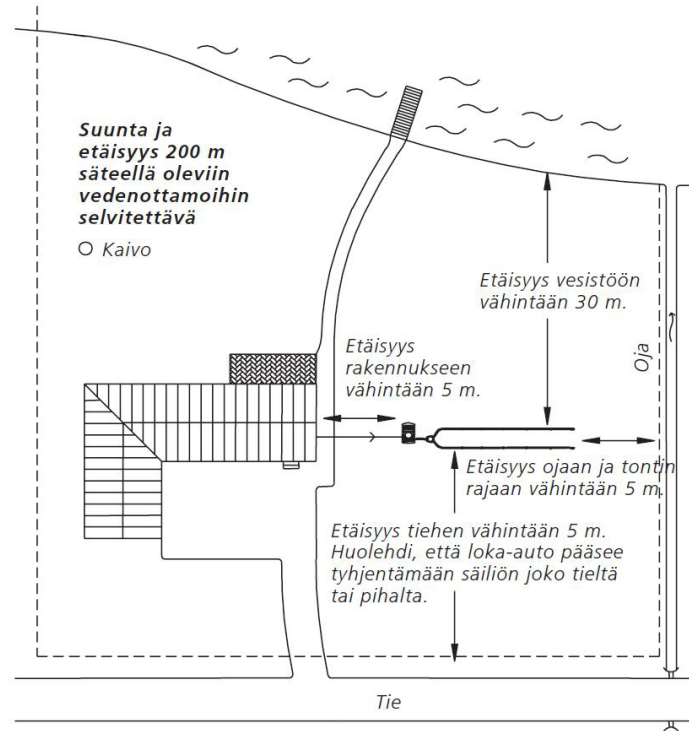 Suunta ja
etäisyys 200 m
säteellä oleviin
vedenottamoihin
selvitettävä
Kaivo
Etäisyys vesistöön
vähintään 30 m.
Oja
Etäisyys
rakennukseen
vähintään 5 m.
Etäisyys ojaan ja tontin
rajaan vähintään 5 m.
Etäisyys tiehen vähintään 5 m.
Huolehdi, että loka-auto pääsee
tyhjentämään säiliön joko tieltä
tai pihalta.
Tie